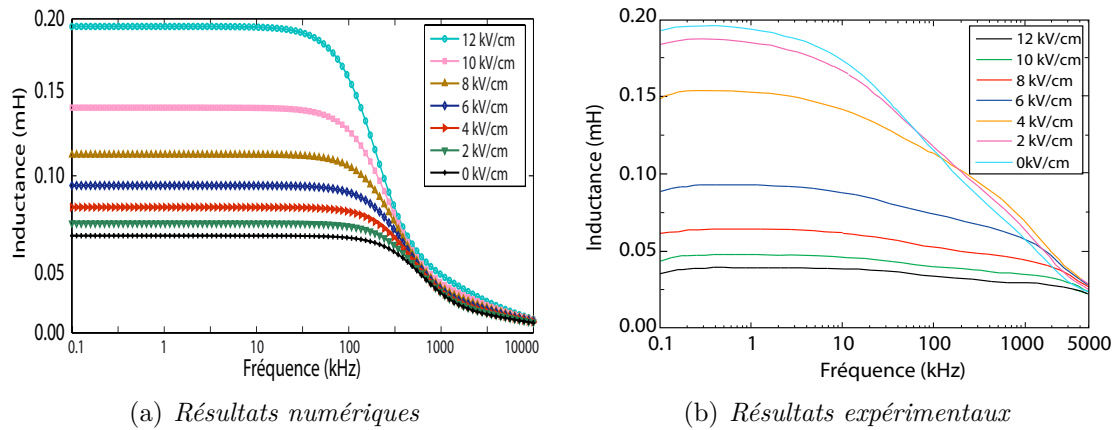 0.20
0.15
0.10
0.05
0.00
Inductance (mH)
0.1
1
10
100
1000
10000
Fréquence (kHz)
12 kV/cm
10 kV/cm
8 kV/cm
6 kV/cm
4 kV/cm
2 kV/cm
0 kV/cm
(a) Résultats numériques
0.20
0.15
0.10
0.05
0.00
Inductance (mH)
0.1
1
10
100
1000
5000
Fréquence (kHz)
12 kV/cm
10 kV/cm
8 kV/cm
6 kV/cm
4 kV/cm
2 kV/cm
0kV/cm
(b) Résultats expérimentaux